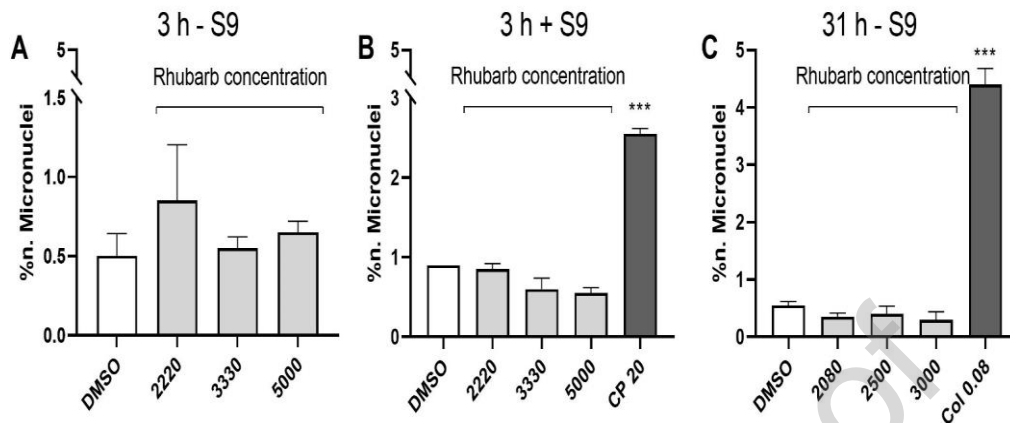 A
3 h - S9
5
Rhubarb concentration
1.5
1.0
0.5
0.0
%n. Micronuclei
DMSO
2220
3330
5000
B
3 h + S9
5
Rhubarb concentration
***
3
2
1
0
%n. Micronuclei
DMSO
2220
3330
5000
CP 20
C
31 h - S9
***
5
Rhubarb concentration
4
3
2
1
0
%n. Micronuclei
DMSO
2080
2500
3000
Col 0.08
of